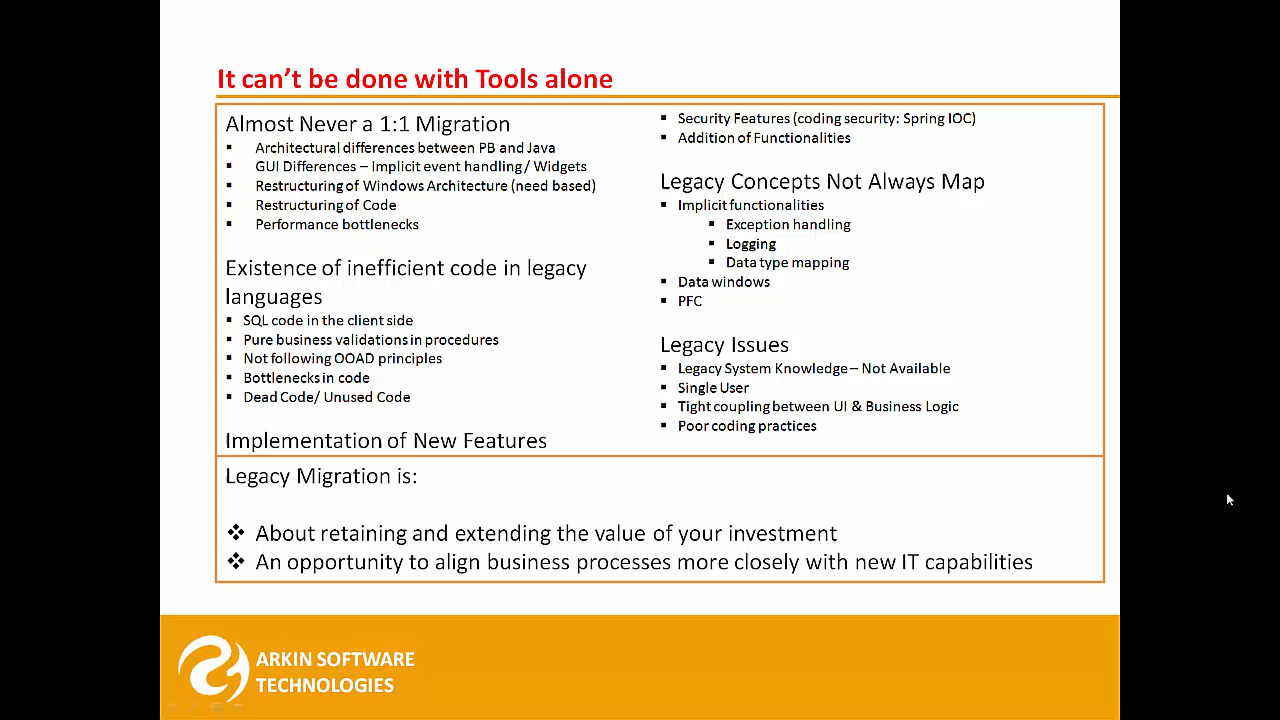 It can't be done with Tools alone
Almost Never a 1:1 Migration
▪ Architectural differences between PB and Java
▪ GUI Differences – Implicit event handling / Widgets
▪ Restructuring of Windows Architecture (need based)
▪ Restructuring of Code
▪ Performance bottlenecks
Existence of inefficient code in legacy
languages
▪ SQL code in the client side
▪ Pure business validations in procedures
▪ Not following OOAD principles
▪ Bottlenecks in code
▪ Dead Code/ Unused Code
Implementation of New Features
▪ Security Features (coding security: Spring IOC)
▪ Addition of Functionalities
Legacy Concepts Not Always Map
▪ Implicit functionalities
▪ Exception handling
▪ Logging
▪ Data type mapping
▪ Data windows
▪ PFC
Legacy Issues
▪ Legacy System Knowledge – Not Available
▪ Single User
▪ Tight coupling between UI & Business Logic
▪ Poor coding practices
Legacy Migration is:
❖ About retaining and extending the value of your investment
❖ An opportunity to align business processes more closely with new IT capabilities
ARKIN SOFTWARE
TECHNOLOGIES